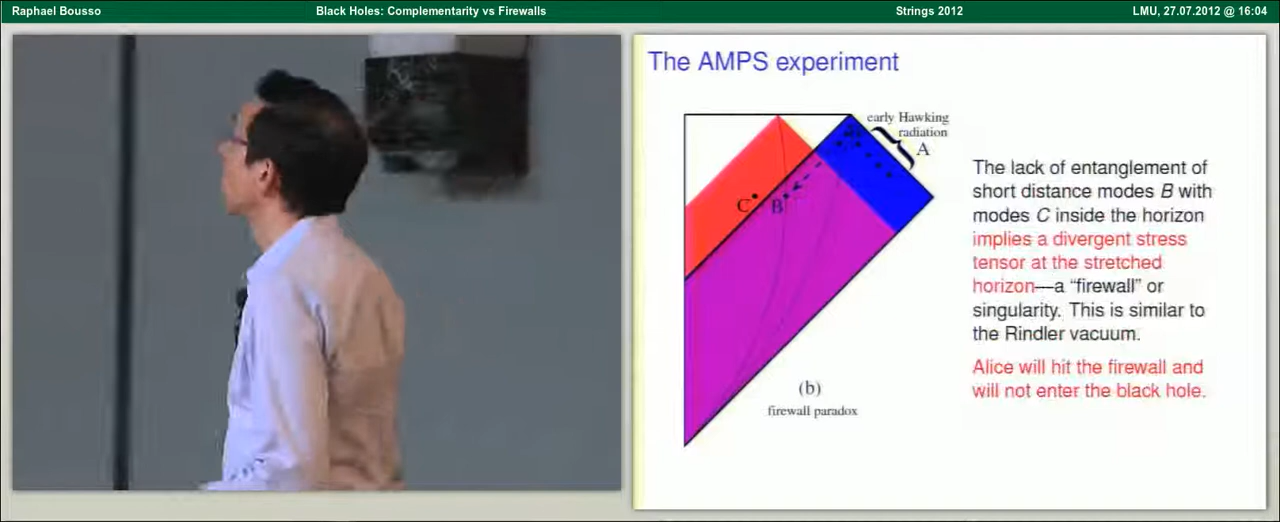 Raphael Bousso Black Holes: Complementarity vs Firewalls Strings 2012 LMU, 27.07.2012 @ 16:04
The AMPS experiment
early Hawking
radiation
A
C
B
(b)
firewall paradox
The lack of entanglement of
short distance modes B with
modes C inside the horizon
implies a divergent stress
tensor at the stretched
horizon—a “firewall” or
singularity. This is similar to
the Rindler vacuum.
Alice will hit the firewall and
will not enter the black hole.